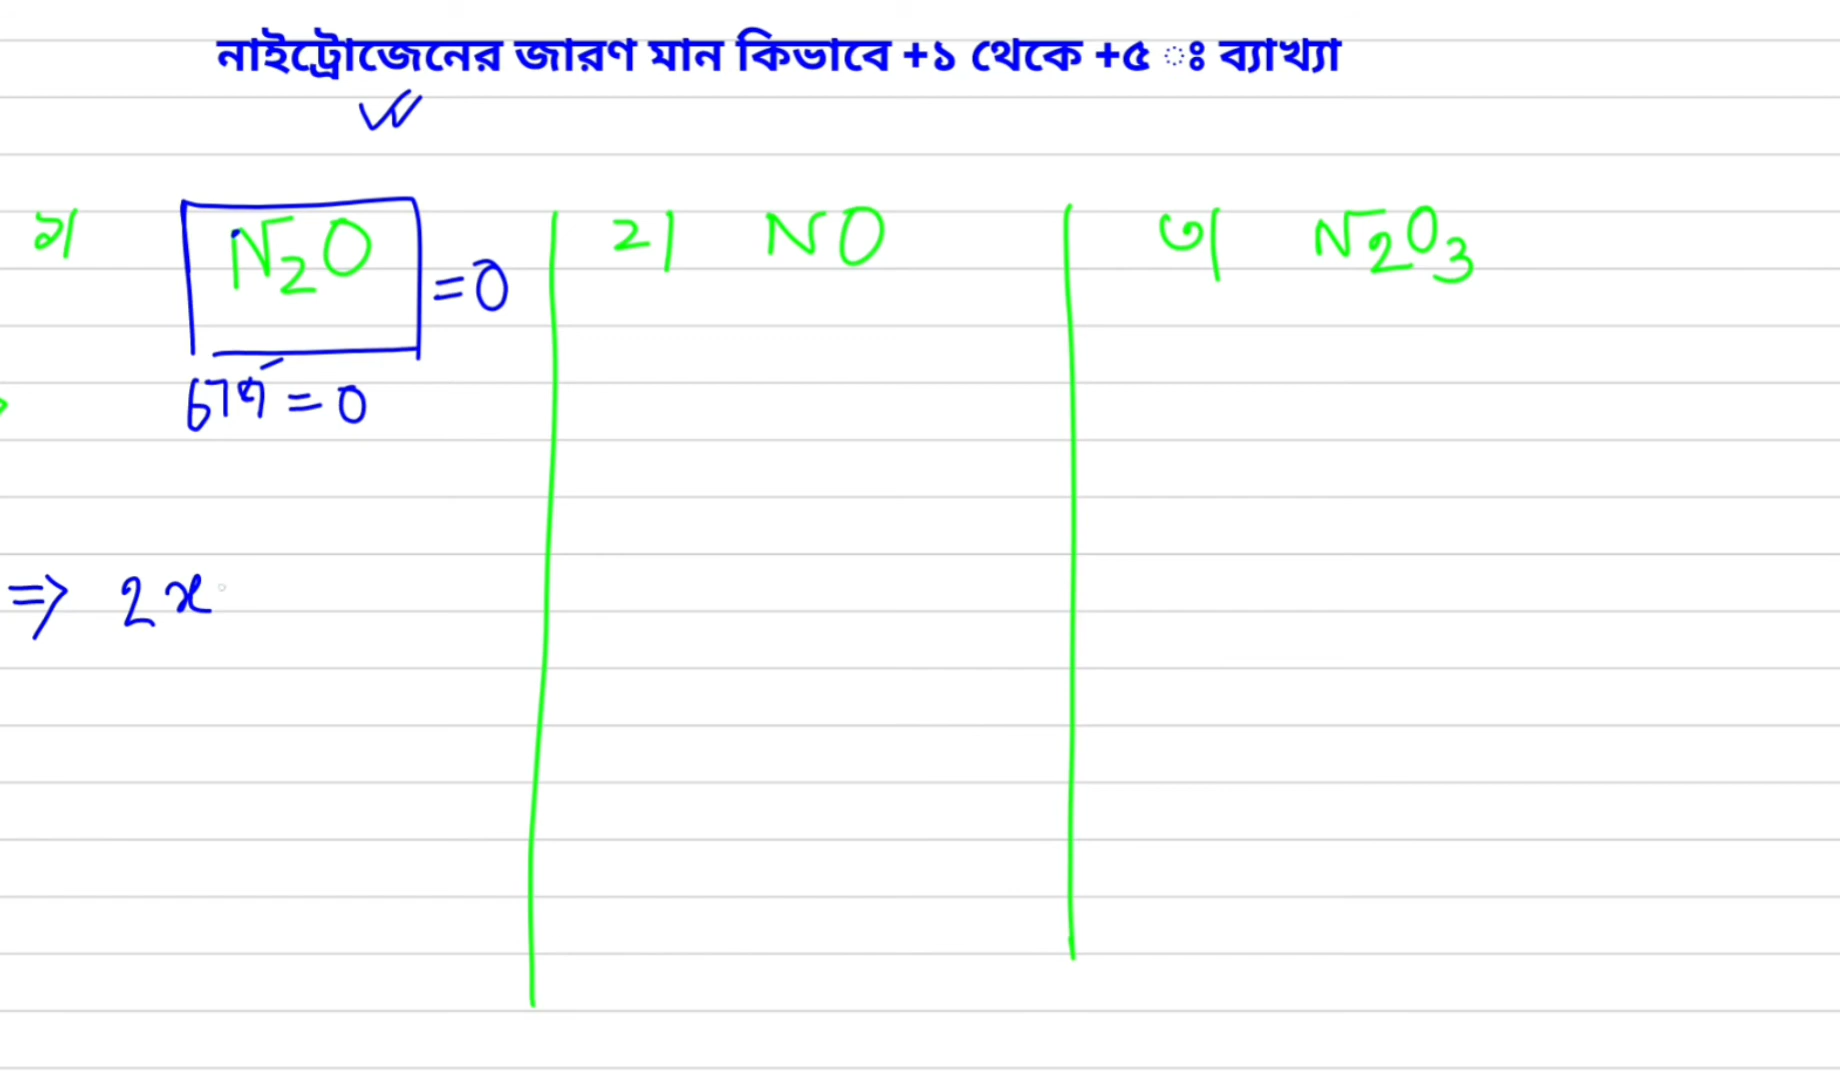 নাইট্রোজেনের জারণ মান কিভাবে +১ থেকে +৫ ঃ ব্যাখ্যা
১। N₂O = 0
চার্জ = 0
⇒ 2x
২। NO
৩। N₂O₃